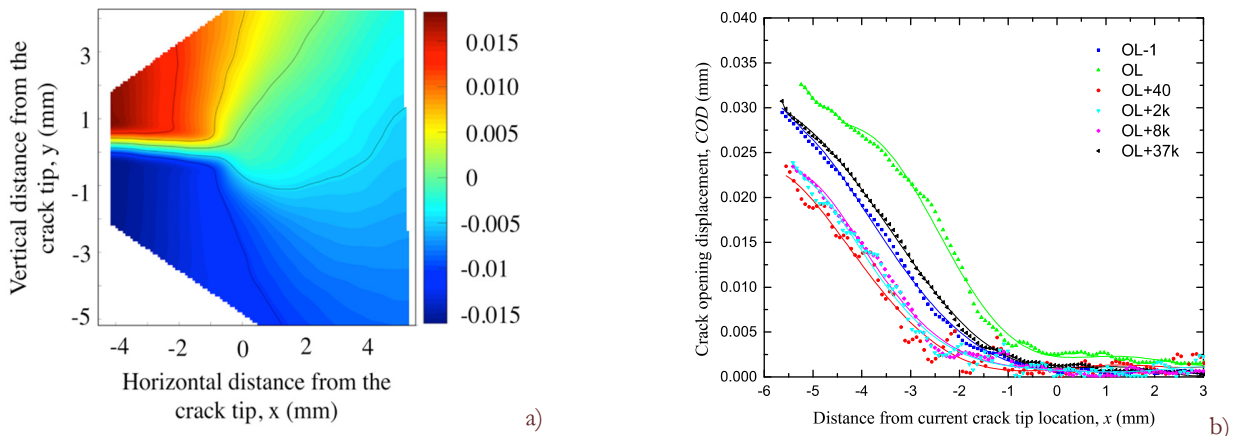 Vertical distance from the
crack tip, y (mm)
3
1
-1
-3
-5
-4
-2
0
2
4
Horizontal distance from the
crack tip, x (mm)
0.015
0.01
0.005
0
-0.005
-0.01
-0.015
a)
Crack opening displacement, COD (mm)
0.040
0.035
0.030
0.025
0.020
0.015
0.010
0.005
0.000
OL-1
OL
OL+40
OL+2k
OL+8k
OL+37k
-6
-5
-4
-3
-2
-1
0
1
2
3
Distance from current crack tip location, x (mm)
b)